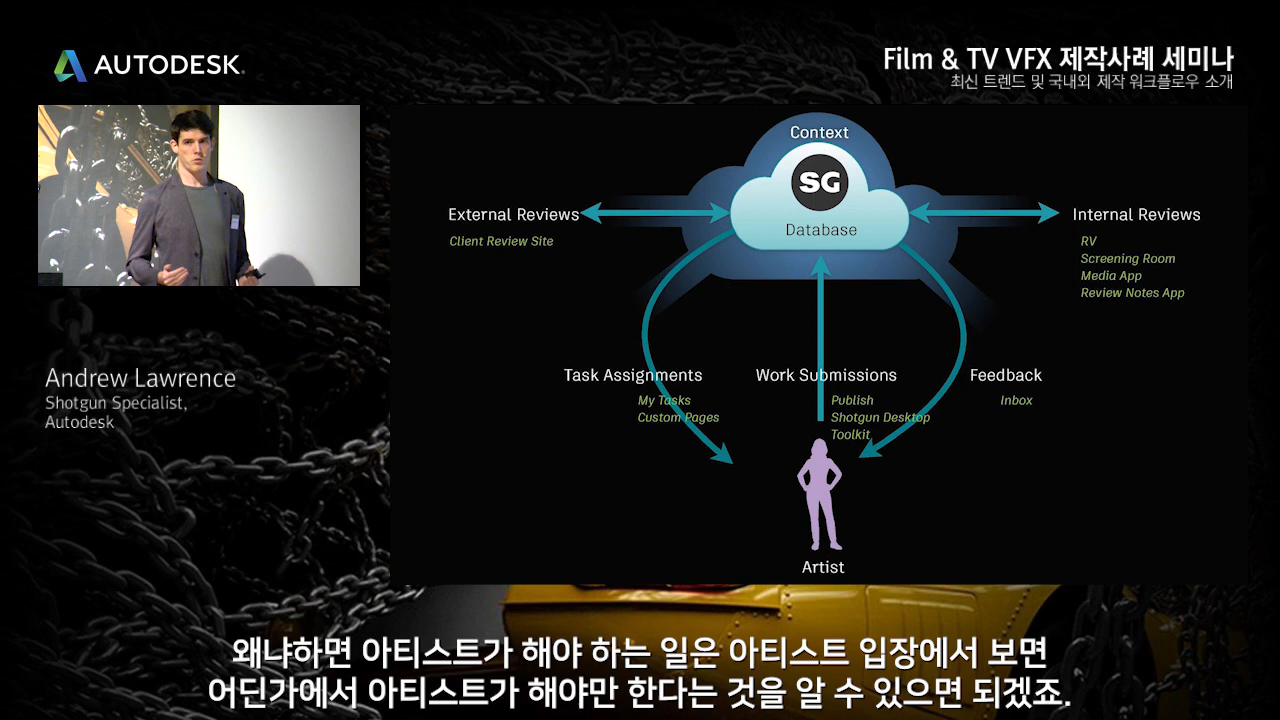 AUTODESK
Film & TV VFX 제작사례 세미나
최신 트렌드 및 국내외 제작 워크플로우 소개
Context
SG
Database
External Reviews
Client Review Site
Internal Reviews
RV
Screening Room
Media App
Review Notes App
Andrew Lawrence
Shotgun Specialist,
Autodesk
Task Assignments
My Tasks
Custom Pages
Work Submissions
Publish
Shotgun Desktop
Toolkit
Feedback
Inbox
Artist
왜냐하면 아티스트가 해야 하는 일은 아티스트 입장에서 보면
어딘가에서 아티스트가 해야만 한다는 것을 알 수 있으면 되겠죠.